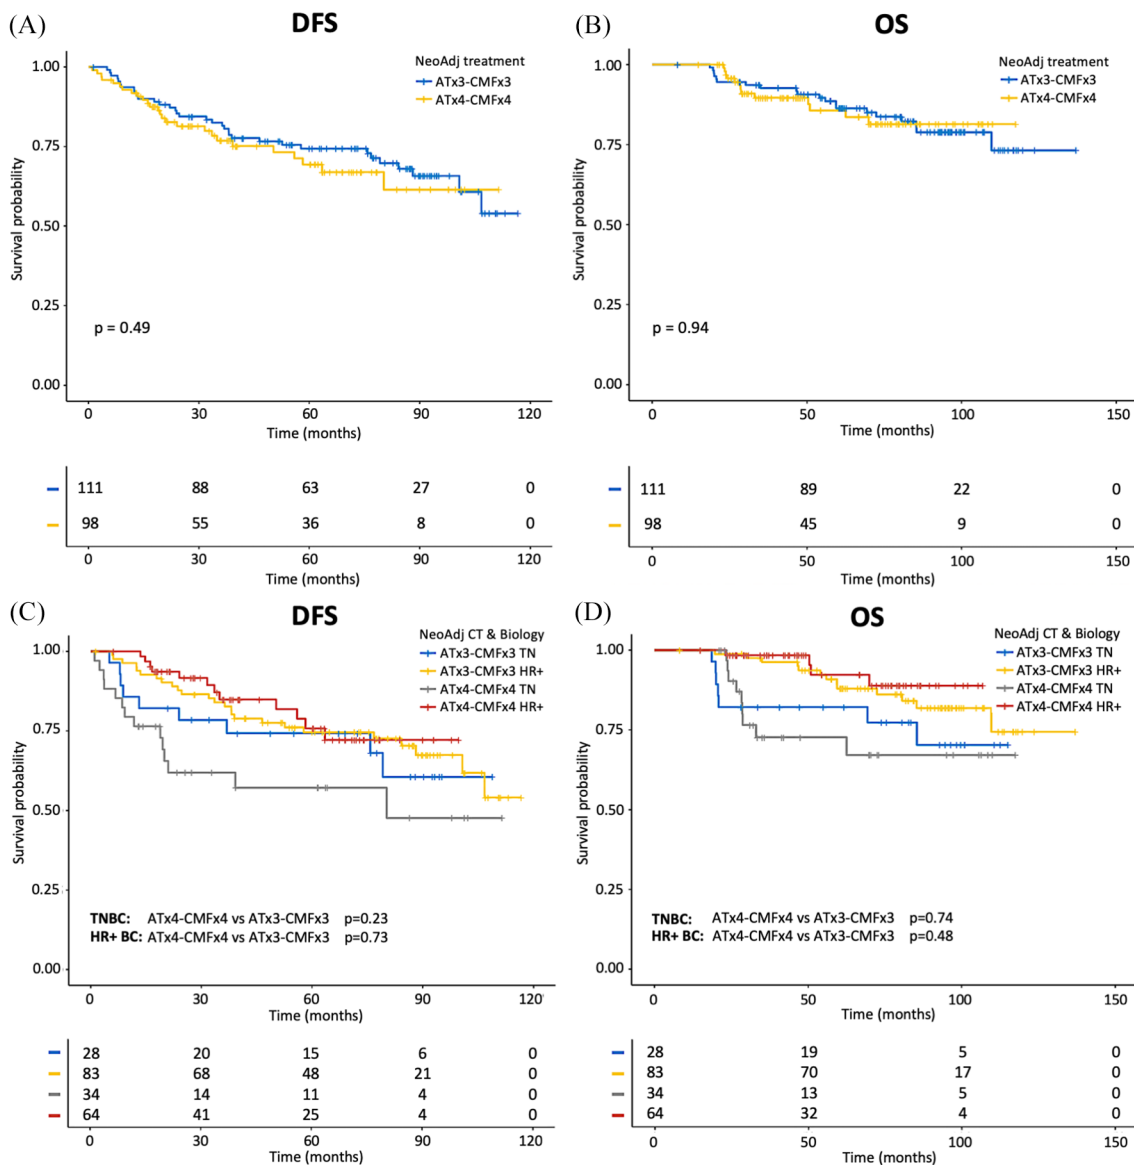 (A) DFS
NeoAdj treatment
ATx3-CMFx3
ATx4-CMFx4
Survival probability
1.00
0.75
0.50
0.25
0.00
p = 0.49
0 30 60 90 120
Time (months)
111 88 63 27 0
98 55 36 8 0
0 30 60 90 120
Time (months)
(B) OS
NeoAdj treatment
ATx3-CMFx3
ATx4-CMFx4
Survival probability
1.00
0.75
0.50
0.25
0.00
p = 0.94
0 50 100 150
Time (months)
111 89 22 0
98 45 9 0
0 50 100 150
Time (months)
(C) DFS
NeoAdj CT & Biology
ATx3-CMFx3 TN
ATx3-CMFx3 HR+
ATx4-CMFx4 TN
ATx4-CMFx4 HR+
Survival probability
1.00
0.75
0.50
0.25
0.00
TNBC: ATx4-CMFx4 vs ATx3-CMFx3 p=0.23
HR+ BC: ATx4-CMFx4 vs ATx3-CMFx3 p=0.73
0 30 60 90 120
Time (months)
28 20 15 6 0
83 68 48 21 0
34 14 11 4 0
64 41 25 4 0
0 30 60 90 120
Time (months)
(D) OS
NeoAdj CT & Biology
ATx3-CMFx3 TN
ATx3-CMFx3 HR+
ATx4-CMFx4 TN
ATx4-CMFx4 HR+
Survival probability
1.00
0.75
0.50
0.25
0.00
TNBC: ATx4-CMFx4 vs ATx3-CMFx3 p=0.74
HR+ BC: ATx4-CMFx4 vs ATx3-CMFx3 p=0.48
0 50 100 150
Time (months)
28 19 5 0
83 70 17 0
34 13 5 0
64 32 4 0
0 50 100 150
Time (months)